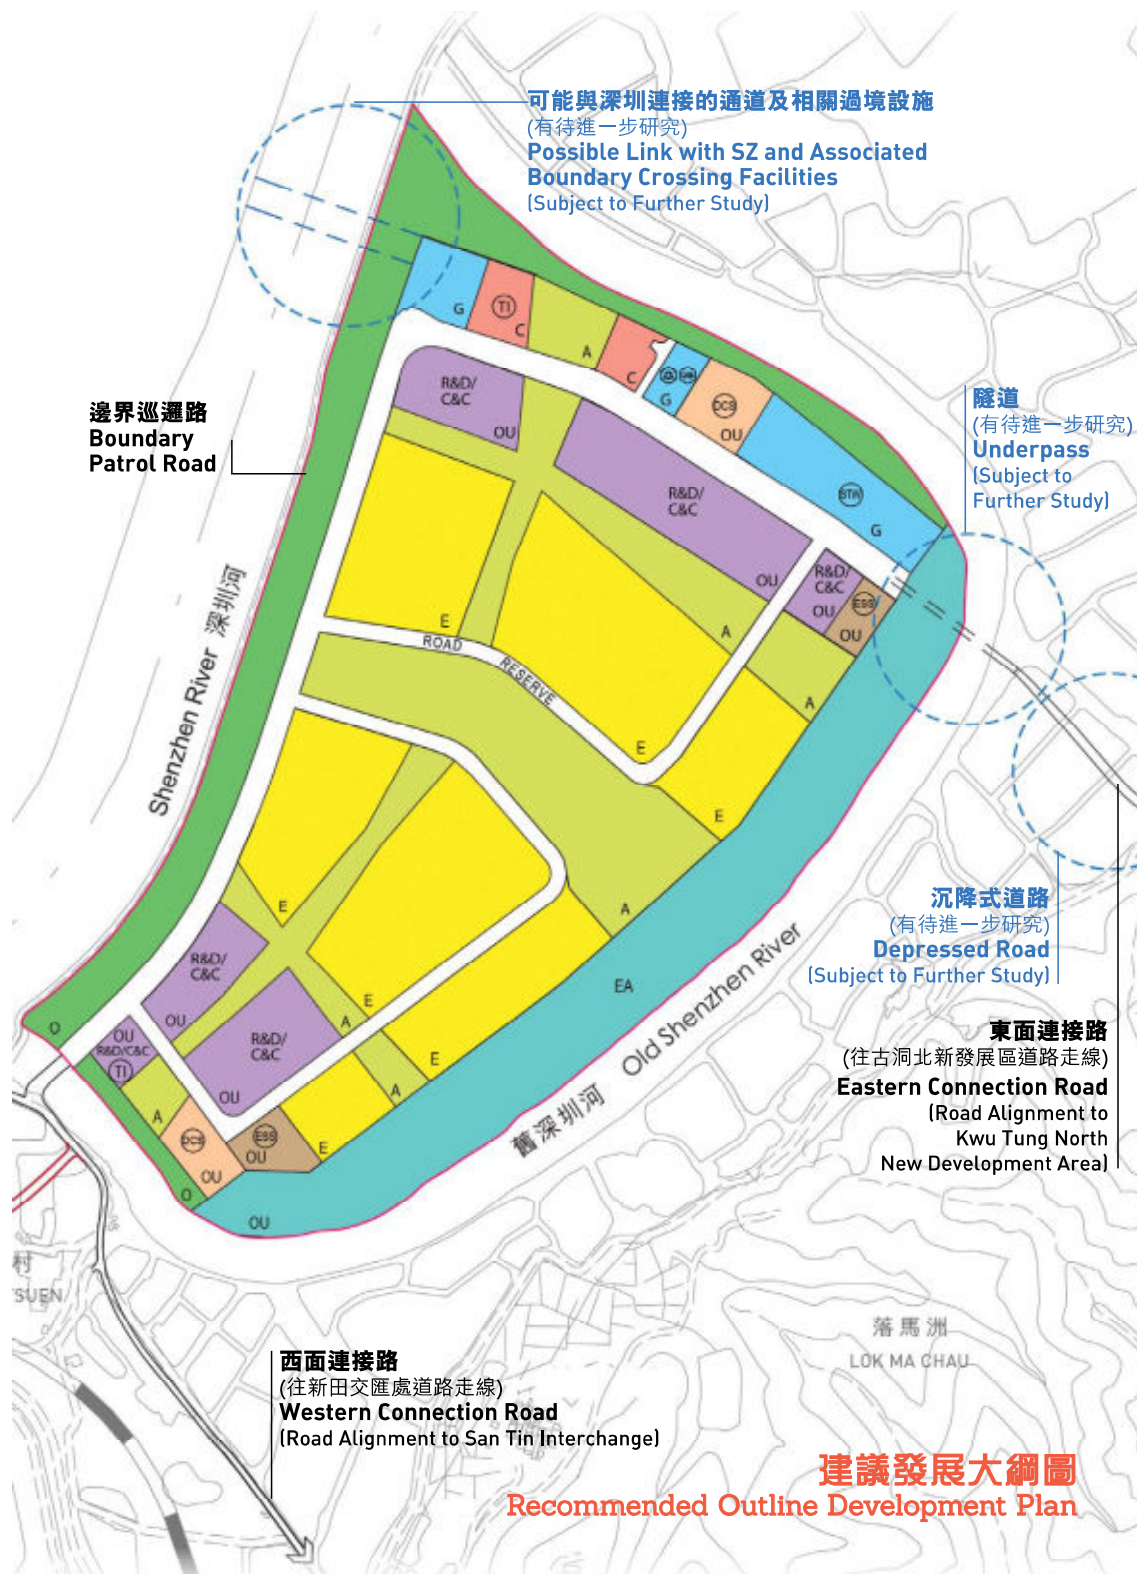 可能與深圳連接的通道及相關過境設施
(有待進一步研究)
Possible Link with SZ and Associated
Boundary Crossing Facilities
(Subject to Further Study)
G
TI
C
A
C
G
DCS
OU
STW
G
邊界巡邏路
Boundary
Patrol Road
隧道
(有待進一步研究)
Underpass
(Subject to
Further Study)
R&D/
C&C
OU
R&D/
C&C
OU
R&D/
C&C
OU
ESS
OU
E
A
ROAD
RESERVE
E
A
E
Shenzhen River 深圳河
E
A
R&D/
C&C
OU
E
A
EA
沉降式道路
(有待進一步研究)
Depressed Road
(Subject to Further Study)
O
OU
R&D/C&C
TI
R&D/
C&C
OU
E
A
E
A
DCS
OU
ESS
OU
E
O
OU
舊深圳河 Old Shenzhen River
東面連接路
(往古洞北新發展區道路走線)
Eastern Connection Road
(Road Alignment to
Kwu Tung North
New Development Area)
村
SUEN
落馬洲
LOK MA CHAU
西面連接路
(往新田交匯處道路走線)
Western Connection Road
(Road Alignment to San Tin Interchange)
建議發展大綱圖
Recommended Outline Development Plan